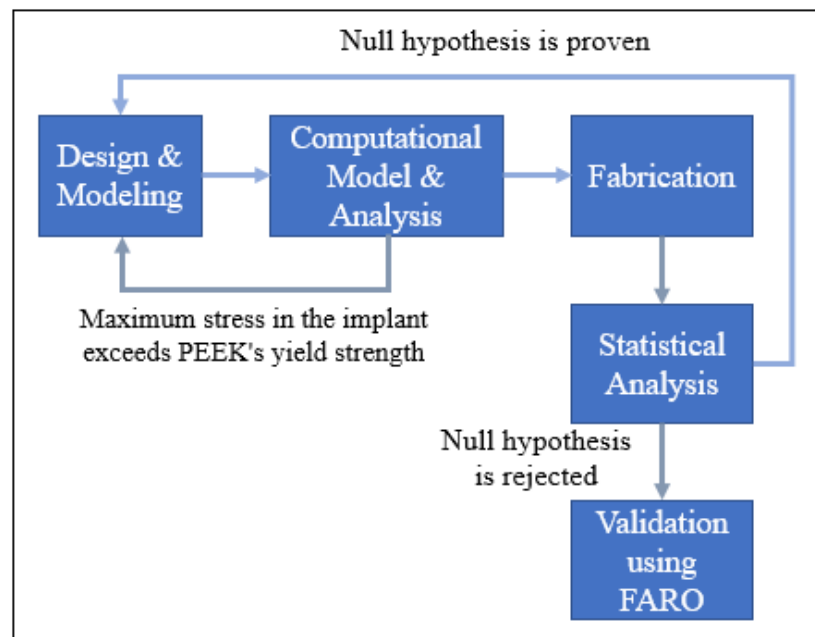 Null hypothesis is proven
Design &
Modeling
Computational
Model &
Analysis
Fabrication
Maximum stress in the implant
exceeds PEEK's yield strength
Statistical
Analysis
Null hypothesis
is rejected
Validation
using
FARO